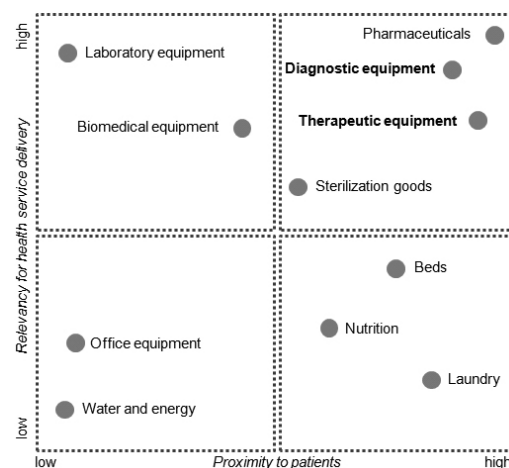 high
Pharmaceuticals
Laboratory equipment
Diagnostic equipment
Therapeutic equipment
Biomedical equipment
Sterilization goods
Relevancy for health service delivery
Beds
Nutrition
Office equipment
Laundry
Water and energy
low
low
Proximity to patients
high